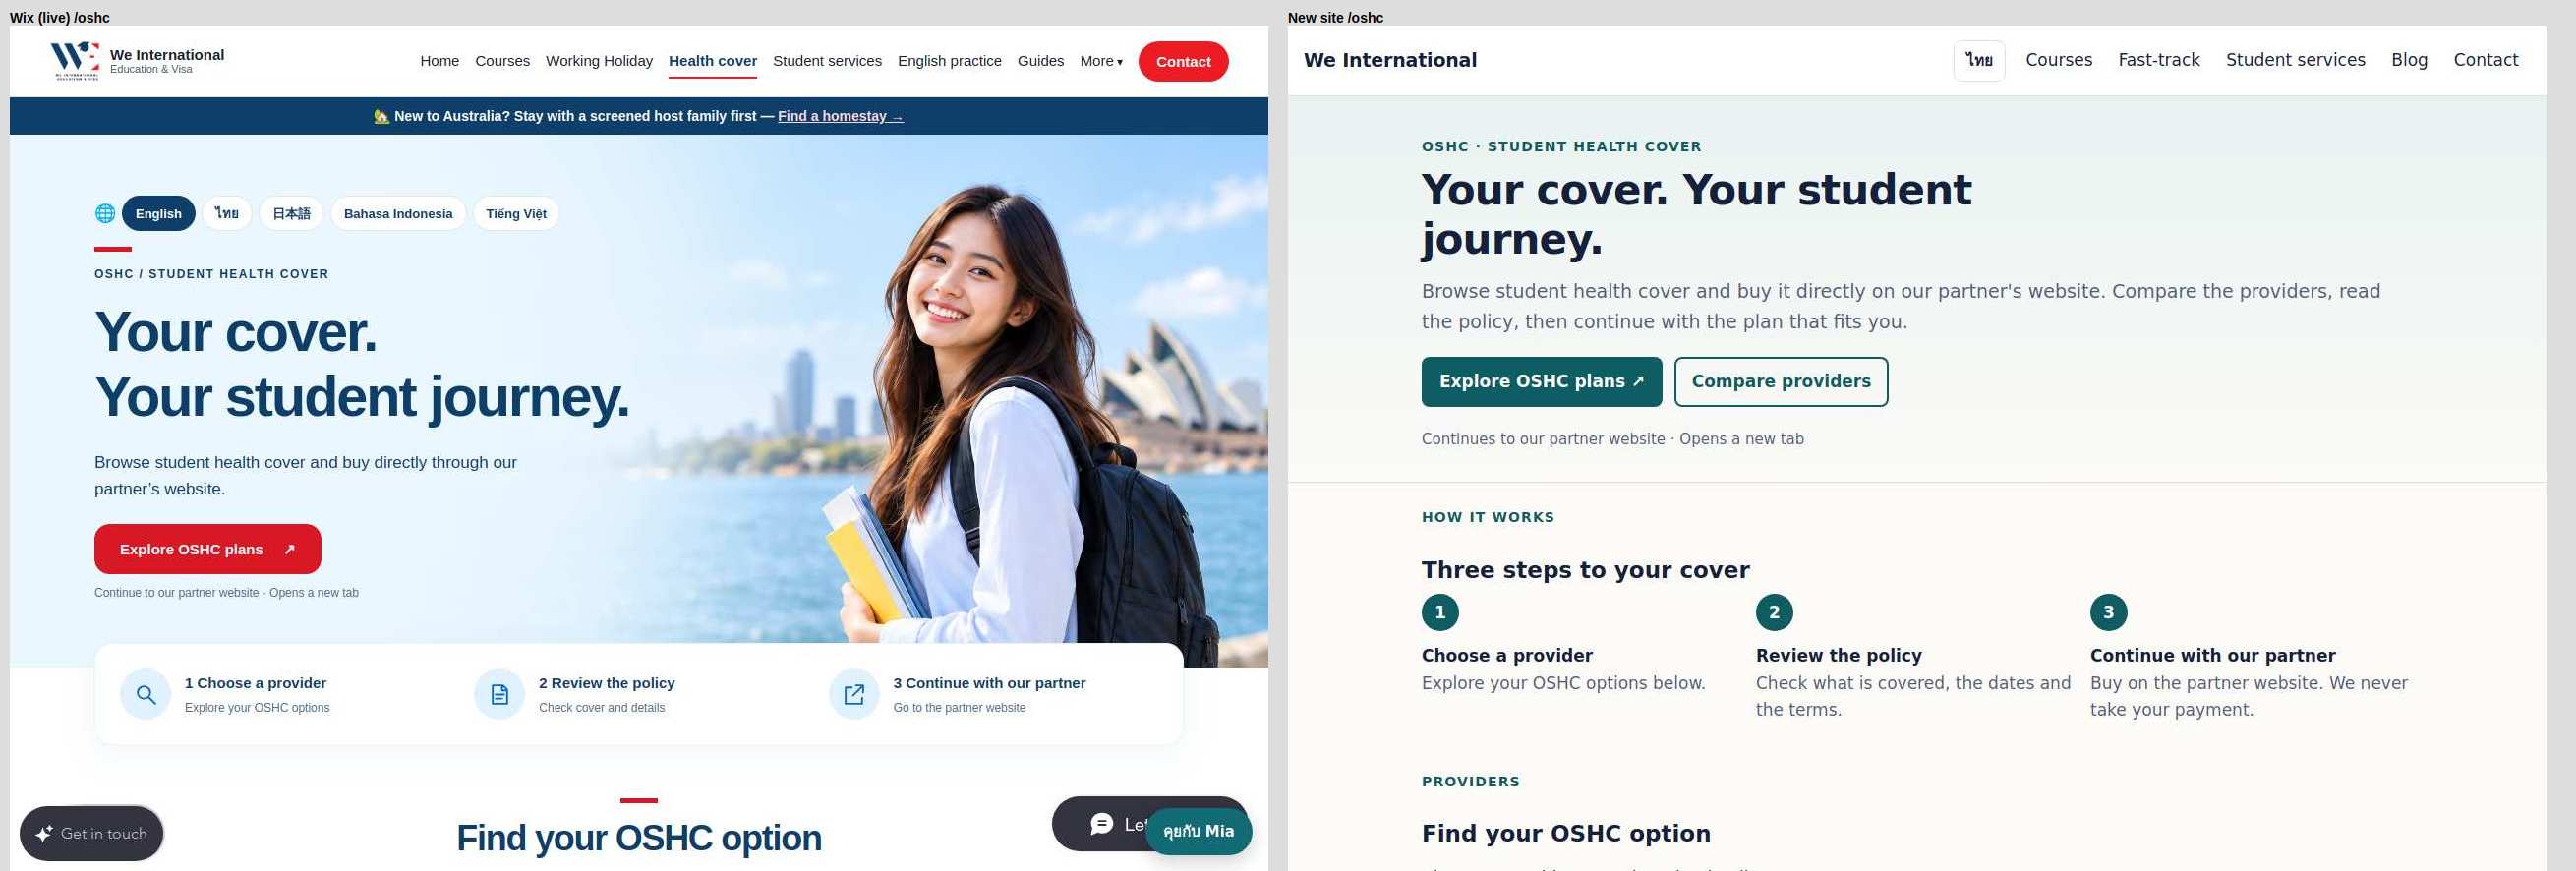 Wix (live) /oshc
We International
Education & Visa
Home Courses Working Holiday Health cover Student services English practice Guides More ▾ Contact
🏡 New to Australia? Stay with a screened host family first — Find a homestay →
English ไทย 日本語 Bahasa Indonesia Tiếng Việt
OSHC / STUDENT HEALTH COVER
Your cover.
Your student journey.
Browse student health cover and buy directly through our
partner’s website.
Explore OSHC plans ↗
Continue to our partner website · Opens a new tab
1 Choose a provider
Explore your OSHC options
2 Review the policy
Check cover and details
3 Continue with our partner
Go to the partner website
Find your OSHC option
Get in touch
คุยกับ Mia
New site /oshc
We International
ไทย Courses Fast-track Student services Blog Contact
OSHC · STUDENT HEALTH COVER
Your cover. Your student
journey.
Browse student health cover and buy it directly on our partner's website. Compare the providers, read
the policy, then continue with the plan that fits you.
Explore OSHC plans ↗ Compare providers
Continues to our partner website · Opens a new tab
HOW IT WORKS
Three steps to your cover
1
Choose a provider
Explore your OSHC options below.
2
Review the policy
Check what is covered, the dates and
the terms.
3
Continue with our partner
Buy on the partner website. We never
take your payment.
PROVIDERS
Find your OSHC option